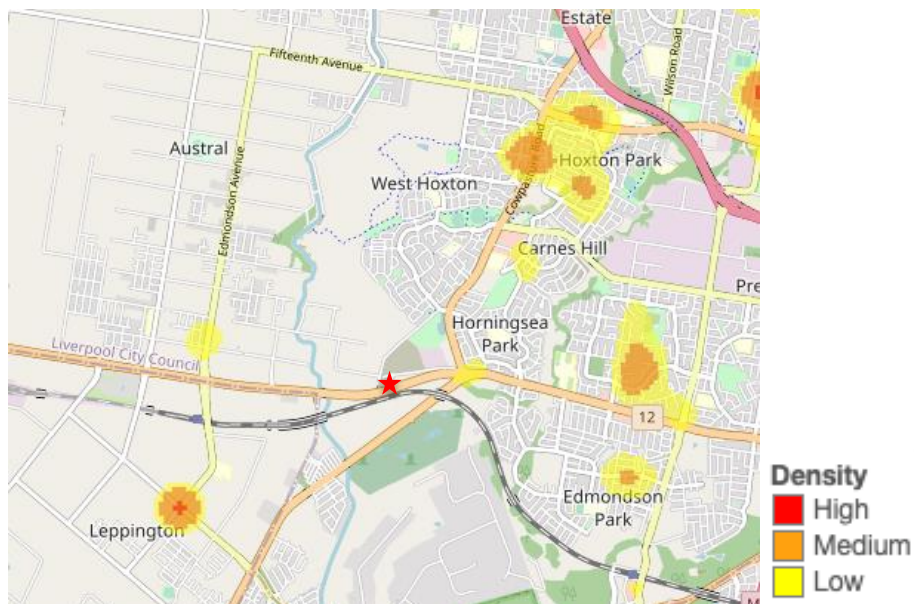 Estate
Fifteenth Avenue
Wilson Road
Austral
Hoxton Park
West Hoxton
Cowpasture Road
Edmondson Avenue
Carnes Hill
Pre
Horningsea
Park
Liverpool City Council
12
Edmondson
Park
Leppington
M
Density
High
Medium
Low